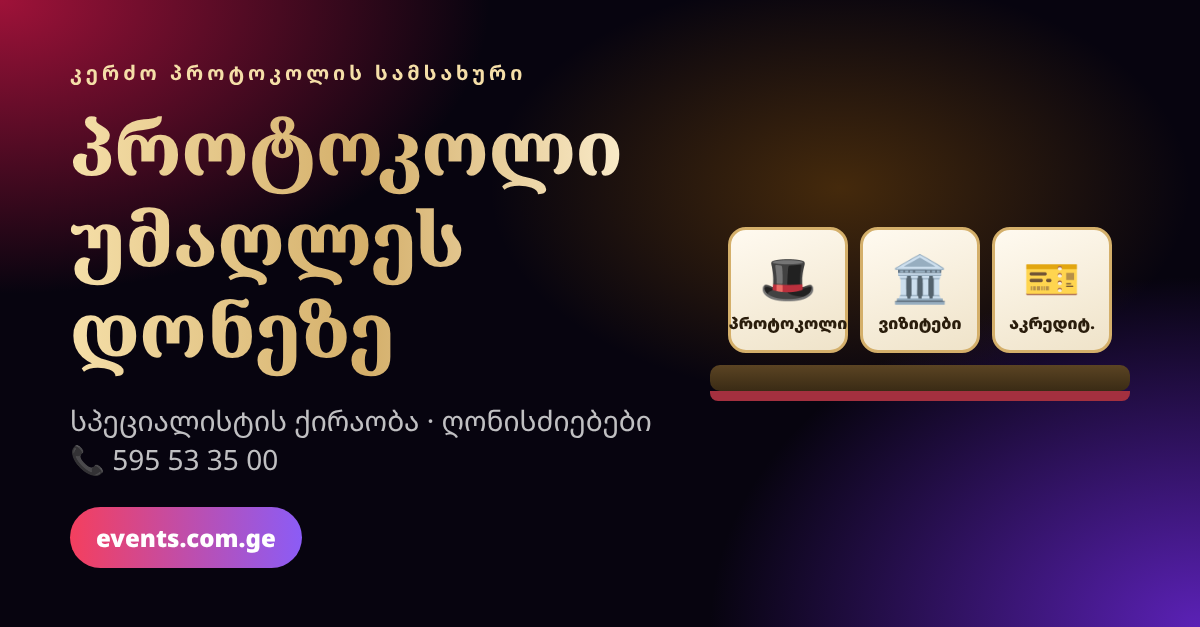 კერძო პროტოკოლის სამსახური
პროტოკოლი
უმაღლეს
დონეზე
სპეციალისტის ქირაობა · ღონისძიებები
📞 595 53 35 00
events.com.ge
პროტოკოლი
ვიზიტები
აკრედიტ.